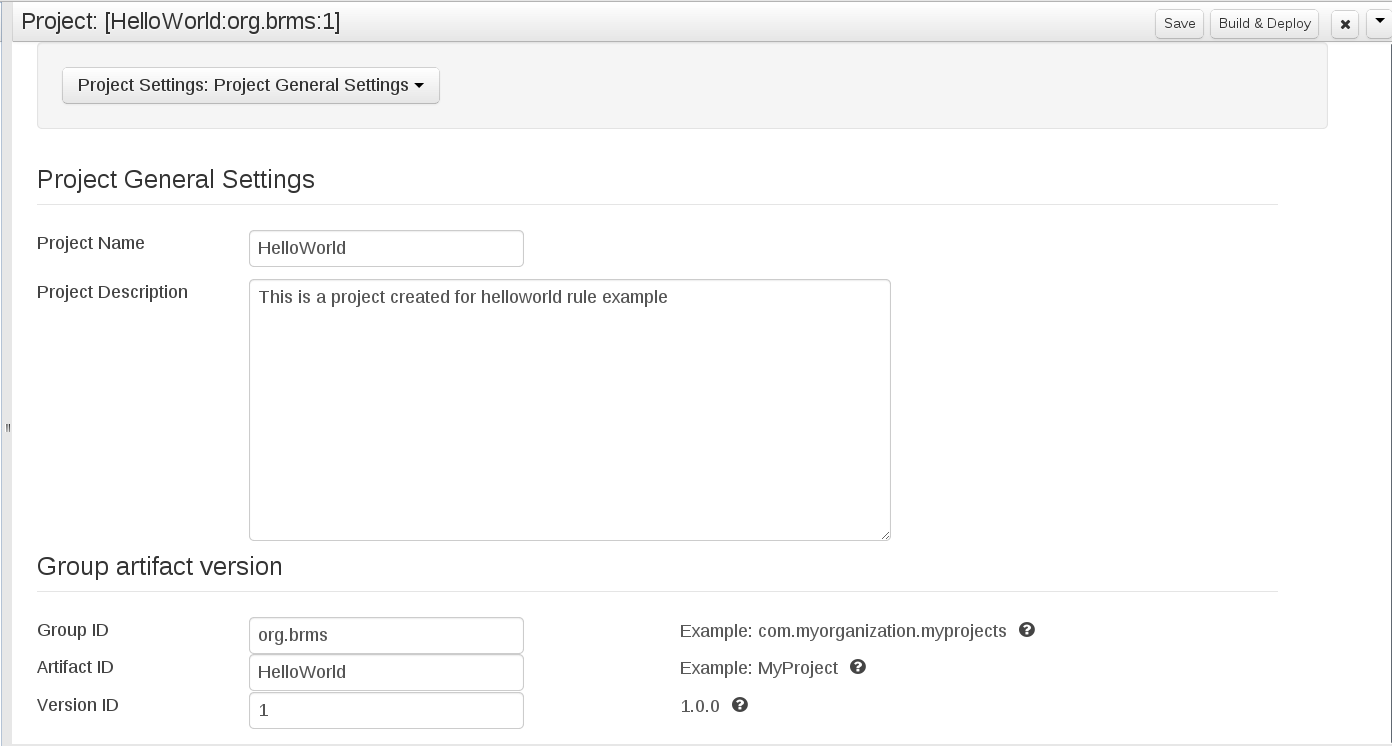 Project: [HelloWorld:org.brms:1]
Save
Build & Deploy
Project Settings: Project General Settings
Project General Settings
Project Name
HelloWorld
Project Description
This is a project created for helloworld rule example
Group artifact version
Group ID
org.brms
Example: com.myorganization.myprojects
Artifact ID
HelloWorld
Example: MyProject
Version ID
1
1.0.0